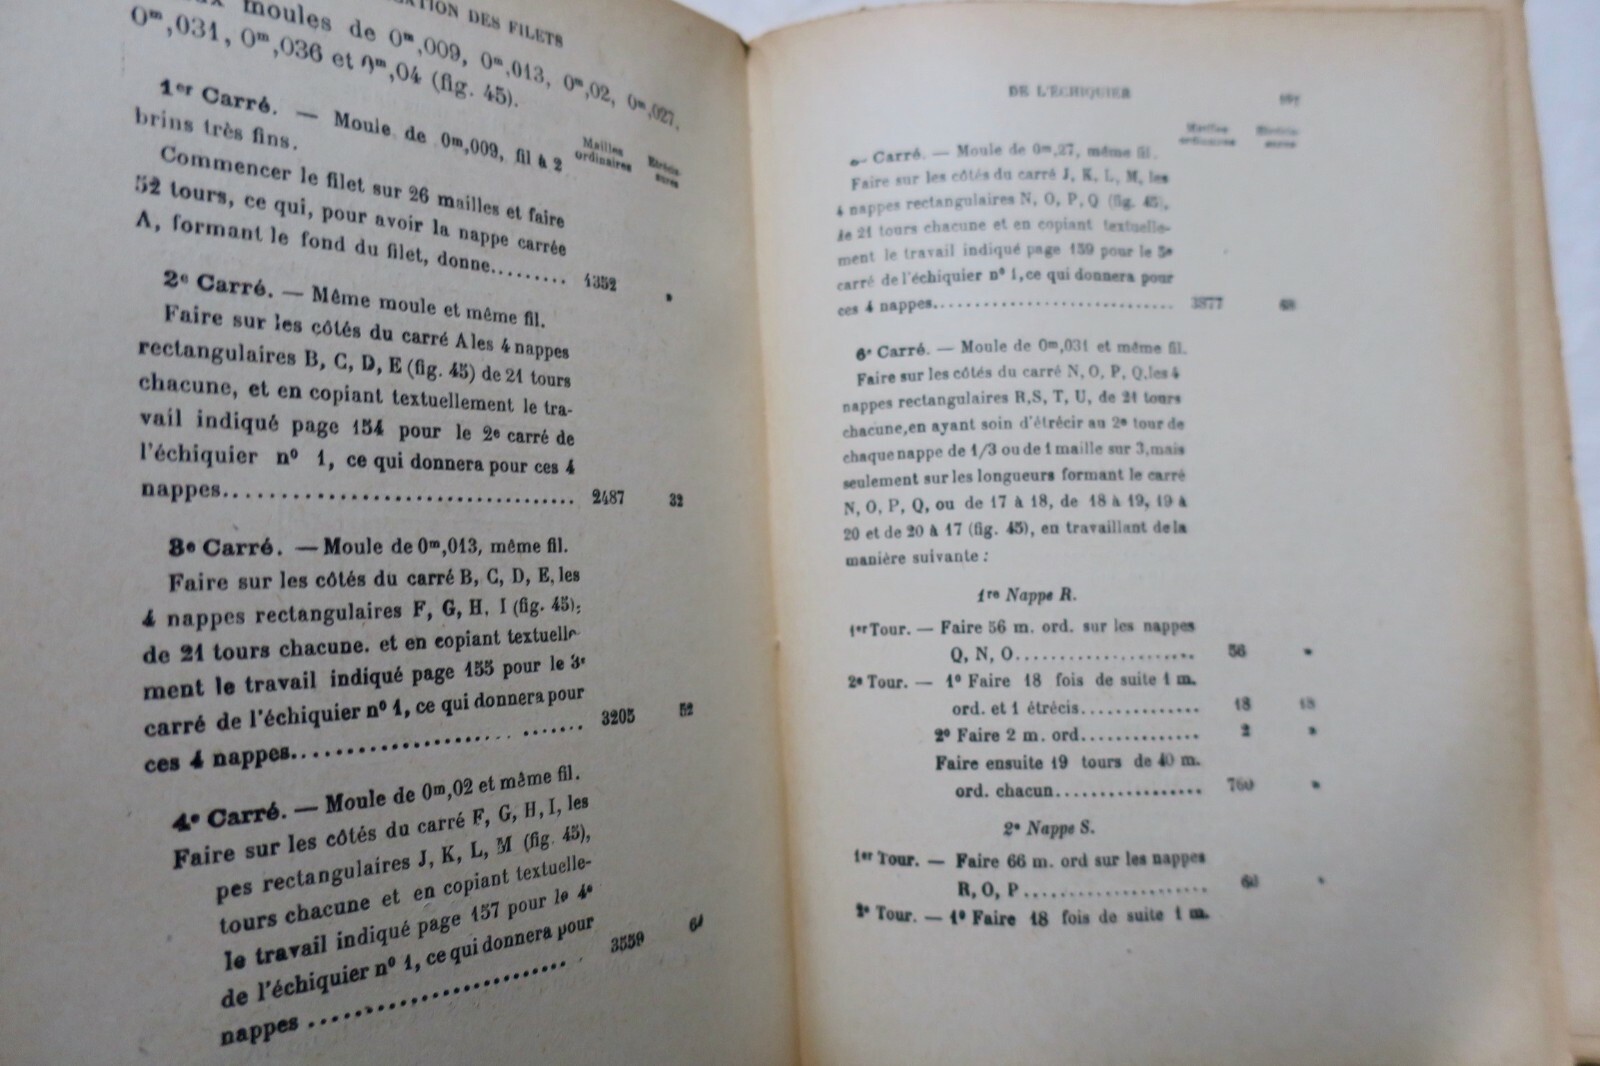 DES FILETS
moules de 0m,009, 0m,013, 0m,02, 0m,027,
0m,031, 0m,036 et 0m,04 (fig. 45).
Mailles ordinaires
1er Carré. — Moule de 0m,009, fil à 2
brins très fins.
Commencer le filet sur 26 mailles et faire
52 tours, ce qui, pour avoir la nappe carrée
A, formant le fond du filet, donne......... 1352
2e Carré. — Même moule et même fil.
Faire sur les côtés du carré A les 4 nappes
rectangulaires B, C, D, E (fig. 45) de 21 tours
chacune, et en copiant textuellement le tra-
vail indiqué page 154 pour le 2e carré de
l'échiquier no 1, ce qui donnera pour ces 4
nappes.................................. 2487 32
3e Carré. — Moule de 0m,013, même fil.
Faire sur les côtés du carré B, C, D, E, les
4 nappes rectangulaires F, G, H, I (fig. 45);
de 21 tours chacune. et en copiant textuelle-
ment le travail indiqué page 155 pour le 3e
carré de l'échiquier no 1, ce qui donnera pour
ces 4 nappes............................ 3205 52
4e Carré. — Moule de 0m,02 et même fil.
Faire sur les côtés du carré F, G, H, I, les
pes rectangulaires J, K, L, M (fig. 45),
tours chacune et en copiant textuelle-
le travail indiqué page 157 pour le 4e
de l'échiquier no 1, ce qui donnera pour
nappes ......................... 3559
DE L'ÉCHIQUIER
Mailles ordinaires
Carré. — Moule de 0m,27, même fil.
Faire sur les côtés du carré J, K, L, M, les
4 nappes rectangulaires N, O, P, Q (fig. 45),
de 21 tours chacune et en copiant textuelle-
ment le travail indiqué page 159 pour le 5e
carré de l'échiquier no 1, ce qui donnera pour
ces 4 nappes............................ 3877 68
6e Carré. — Moule de 0m,031 et même fil.
Faire sur les côtés du carré N, O, P, Q, les 4
nappes rectangulaires R, S, T, U, de 21 tours
chacune, en ayant soin d'étrécir au 2e tour de
chaque nappe de 1/3 ou de 1 maille sur 3, mais
seulement sur les longueurs formant le carré
N, O, P, Q, ou de 17 à 18, de 18 à 19, 19 à
20 et de 20 à 17 (fig. 45), en travaillant de la
manière suivante :
1re Nappe R.
1er Tour. — Faire 56 m. ord. sur les nappes
Q, N, O..................... 56 »
2e Tour. — 1o Faire 18 fois de suite 1 m.
ord. et 1 étrécis.............. 18 18
2o Faire 2 m. ord.............. 2 »
Faire ensuite 19 tours de 40 m.
ord. chacun................. 760 »
2e Nappe S.
1er Tour. — Faire 66 m. ord sur les nappes
R, O, P..................... 66 »
2e Tour. — 1o Faire 18 fois de suite 1 m.